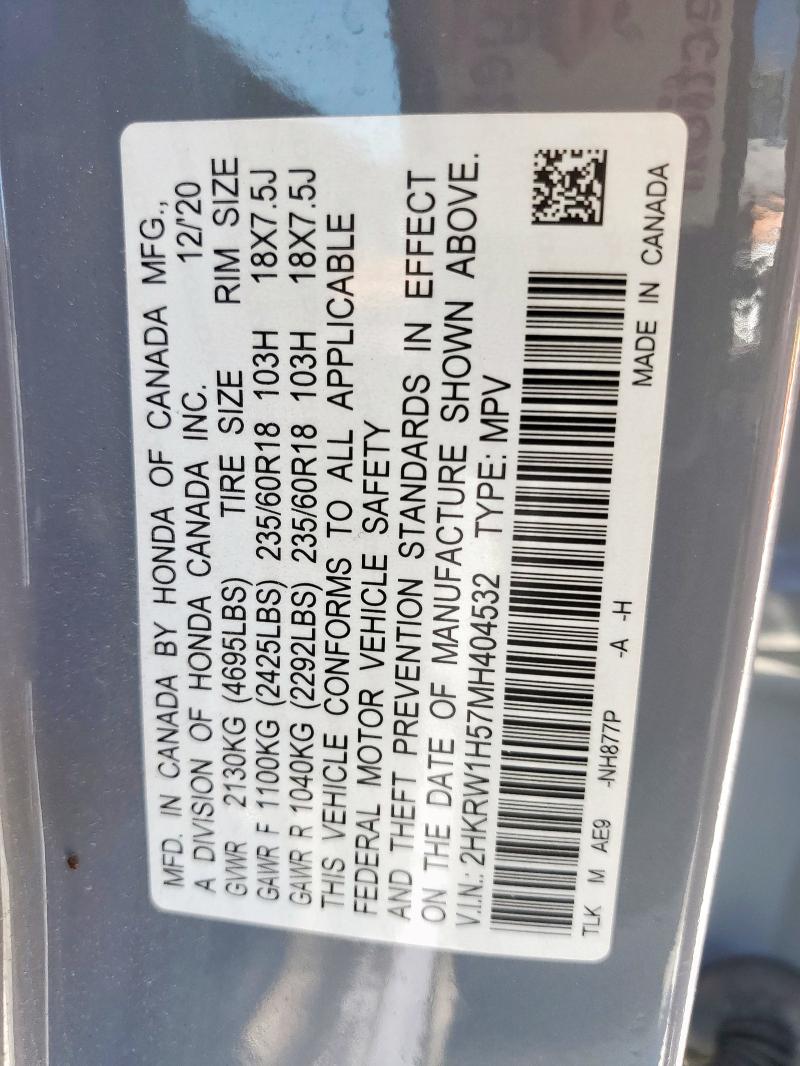 MFD. IN CANADA BY HONDA OF CANADA MFG.,
A DIVISION OF HONDA CANADA INC. 12/'20
GVWR 2130KG (4695LBS) TIRE SIZE RIM SIZE
GAWR F 1100KG (2425LBS) 235/60R18 103H 18X7.5J
GAWR R 1040KG (2292LBS) 235/60R18 103H 18X7.5J
THIS VEHICLE CONFORMS TO ALL APPLICABLE
FEDERAL MOTOR VEHICLE SAFETY
AND THEFT PREVENTION STANDARDS IN EFFECT
ON THE DATE OF MANUFACTURE SHOWN ABOVE.
V.I.N.: 2HKRW1H57MH404532 TYPE: MPV
TLK M AE9 -NH877P -A -H MADE IN CANADA